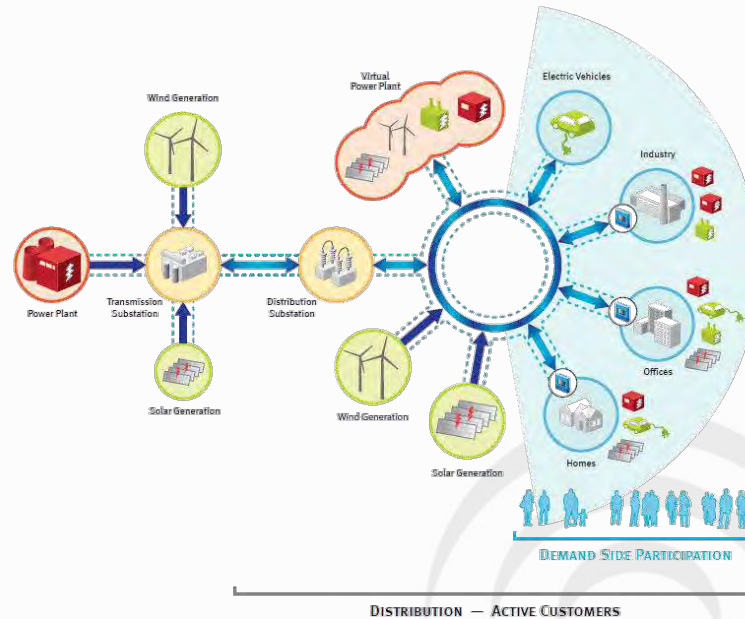 Wind Generation
Virtual
Power Plant
Electric Vehicles
Industry
Power Plant
Transmission
Substation
Distribution
Substation
Solar Generation
Wind Generation
Solar Generation
Offices
Homes
DEMAND SIDE PARTICIPATION
DISTRIBUTION — ACTIVE CUSTOMERS